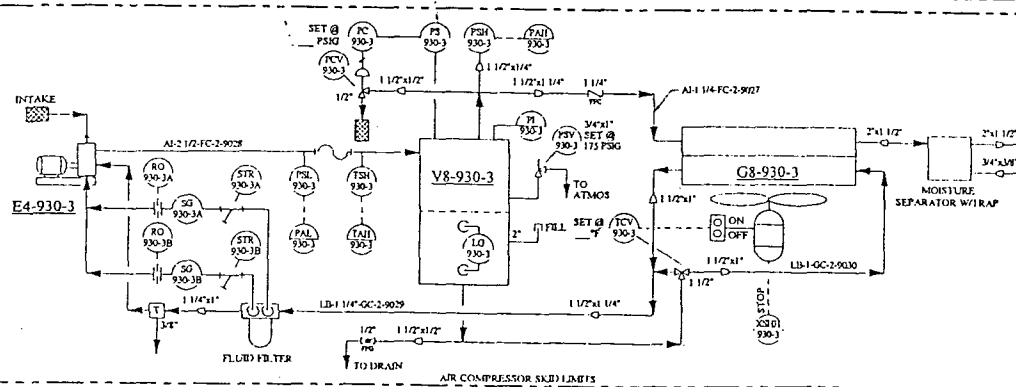 SET @
PSIG
PC
930-3
PS
930-3
PSH
930-3
PAH
930-3
PCV
930-3
1/2"
1 1/2"x1/2"
1 1/2"x1/4"
1 1/2"x1 1/4"
1 1/4"
AI-1 1/4-FC-2-9027
INTAKE
AI-2 1/2-FC-2-9028
PI
930-3
PSV
930-3
3/4"x1"
SET @
175 PSIG
TO
ATMOS
G8-930-3
2"x1 1/2"
2"x1 1/2"
3/4"x3/8"
MOISTURE
SEPARATOR W/TRAP
E4-930-3
RO
930-3A
STR
930-3A
SG
930-3A
PSL
930-3
TSH
930-3
V8-930-3
1 1/2"x1"
RO
930-3B
STR
930-3B
SG
930-3B
PAL
930-3
TAH
930-3
LG
930-3
2"
FILL
SET @
°F
TCV
930-3
ON
OFF
1 1/2"x1"
1 1/2"
LB-1-GC-2-9030
T
3/8"
1 1/4"x1"
LB-1 1/4"-GC-2-9029
1 1/2"x1 1/4"
STOP
XSHI
930-3
FLUID FILTER
1/2"
1 1/2"x1/2"
TO DRAIN
AIR COMPRESSOR SKID LIMITS